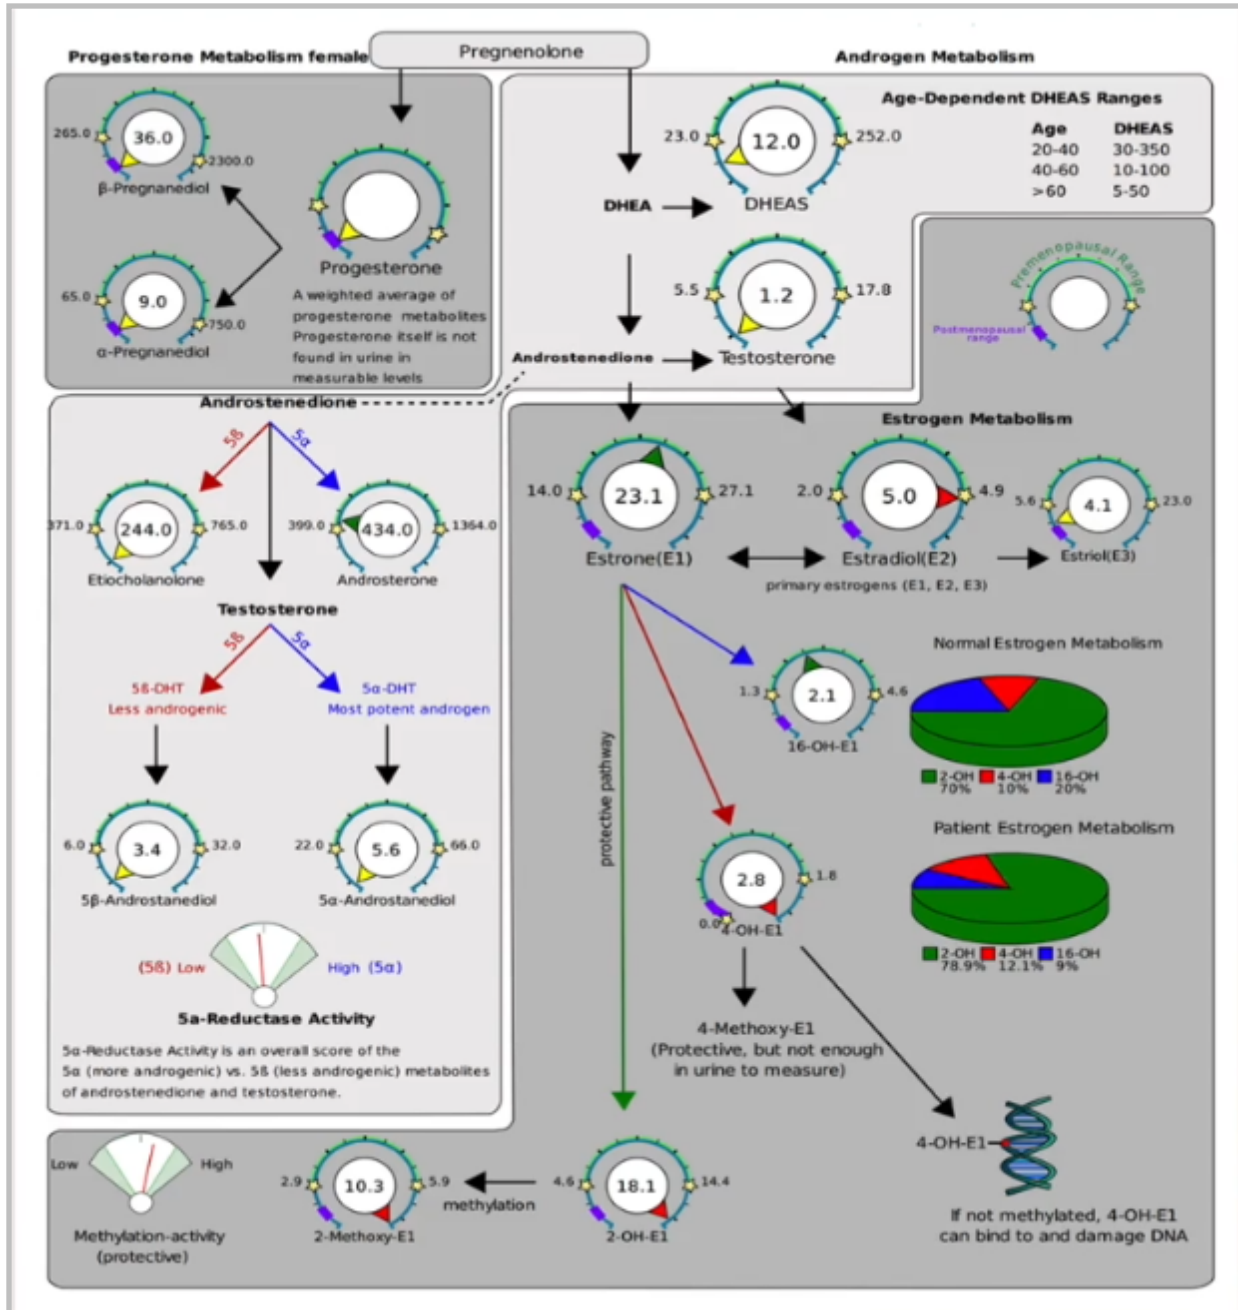 Progesterone Metabolism female
Pregnenolone
Androgen Metabolism
265.0
36.0
2300.0
β-Pregnanediol
65.0
9.0
750.0
α-Pregnanediol
Progesterone
A weighted average of
progesterone metabolites
Progesterone itself is not
found in urine in
measurable levels
DHEA
23.0
12.0
252.0
DHEAS
Age-Dependent DHEAS Ranges
Age DHEAS
20-40 30-350
40-60 10-100
>60 5-50
5.5
1.2
17.8
Androstenedione
Testosterone
Premenopausal Range
Postmenopausal
range
Androstenedione
5ß
5α
371.0
244.0
765.0
Etiocholanolone
399.0
434.0
1364.0
Androsterone
Testosterone
5ß
5α
5ß-DHT
Less androgenic
5α-DHT
Most potent androgen
6.0
3.4
32.0
5β-Androstanediol
22.0
5.6
66.0
5α-Androstanediol
(5ß) Low
High (5α)
5a-Reductase Activity
5α-Reductase Activity is an overall score of the
5α (more androgenic) vs. 5ß (less androgenic) metabolites
of androstenedione and testosterone.
Estrogen Metabolism
14.0
23.1
27.1
Estrone(E1)
2.0
5.0
4.9
Estradiol(E2)
5.6
4.1
23.0
Estriol(E3)
primary estrogens (E1, E2, E3)
1.3
2.1
4.6
16-OH-E1
Normal Estrogen Metabolism
2-OH 4-OH 16-OH
70% 10% 20%
protective pathway
2.8
1.8
0.0
4-OH-E1
Patient Estrogen Metabolism
2-OH 4-OH 16-OH
78.9% 12.1% 9%
4-Methoxy-E1
(Protective, but not enough
in urine to measure)
4-OH-E1
If not methylated, 4-OH-E1
can bind to and damage DNA
Low
High
Methylation-activity
(protective)
2.9
10.3
5.9
2-Methoxy-E1
methylation
4.6
18.1
14.4
2-OH-E1